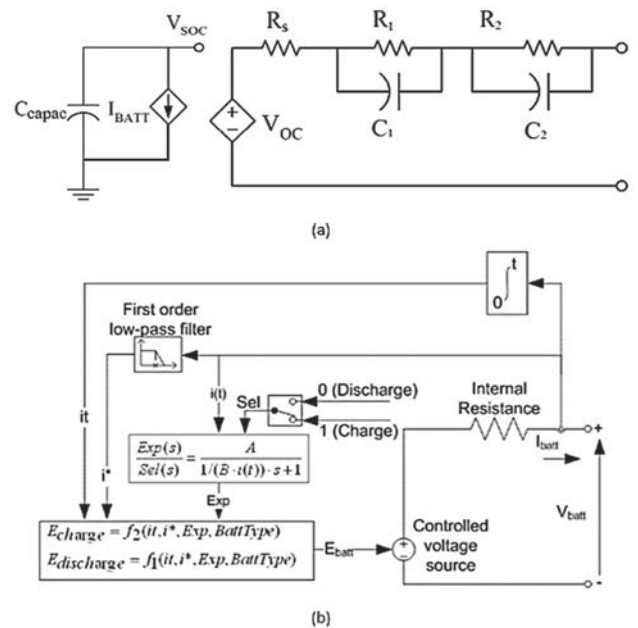 R_s R_1 R_2
V_SOC
C_capac I_BATT
+
−
V_OC
C_1 C_2
(a)
t
∫
0
First order
low-pass filter
i(t)
Sel
0 (Discharge)
1 (Charge)
Internal
Resistance
+
I_batt
it
i*
Exp(s)/Sel(s) = A/(1/(B·i(t))·s+1)
Exp
V_batt
E_charge = f_2(it, i*, Exp, BattType)
E_discharge = f_1(it, i*, Exp, BattType)
E_batt
+
−
Controlled
voltage
source
-
(b)